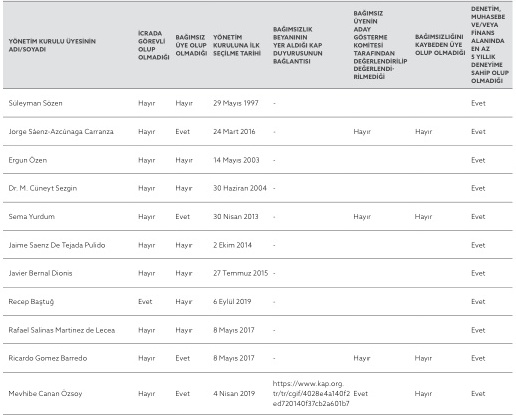 YÖNETİM KURULU ÜYESİNİN
ADI/SOYADI
İCRADA
GÖREVLİ
OLUP
OLMADIĞI
BAĞIMSIZ
ÜYE OLUP
OLMADIĞI
YÖNETİM
KURULUNA İLK
SEÇİLME TARİHİ
BAĞIMSIZLIK
BEYANININ
YER ALDIĞI KAP
DUYURUSUNUN
BAĞLANTISI
BAĞIMSIZ
ÜYENİN
ADAY
GÖSTERME
KOMİTESİ
TARAFINDAN
DEĞERLENDİRİLİP
DEĞERLENDİ-
RİLMEDİĞİ
BAĞIMSIZLIĞINI
KAYBEDEN ÜYE
OLUP OLMADIĞI
DENETİM,
MUHASEBE
VE/VEYA
FİNANS
ALANINDA
EN AZ
5 YILLIK
DENEYİME
SAHİP OLUP
OLMADIĞI
Süleyman Sözen Hayır Hayır 29 Mayıs 1997 - Evet
Jorge Sáenz-Azcúnaga Carranza Hayır Evet 24 Mart 2016 - Hayır Hayır Evet
Ergun Özen Hayır Hayır 14 Mayıs 2003 - Evet
Dr. M. Cüneyt Sezgin Hayır Hayır 30 Haziran 2004 - Evet
Sema Yurdum Hayır Evet 30 Nisan 2013 - Hayır Hayır Evet
Jaime Saenz De Tejada Pulido Hayır Hayır 2 Ekim 2014 - Evet
Javier Bernal Dionis Hayır Hayır 27 Temmuz 2015 - Evet
Recep Baştuğ Evet Hayır 6 Eylül 2019 - Evet
Rafael Salinas Martinez de Lecea Hayır Hayır 8 Mayıs 2017 - Evet
Ricardo Gomez Barredo Hayır Evet 8 Mayıs 2017 - Hayır Hayır Evet
Mevhibe Canan Özsoy Hayır Evet 4 Nisan 2019 https://www.kap.org.
tr/tr/cgif/4028e4a140f2
ed720140f37cb2a601b7 Evet Hayır Evet